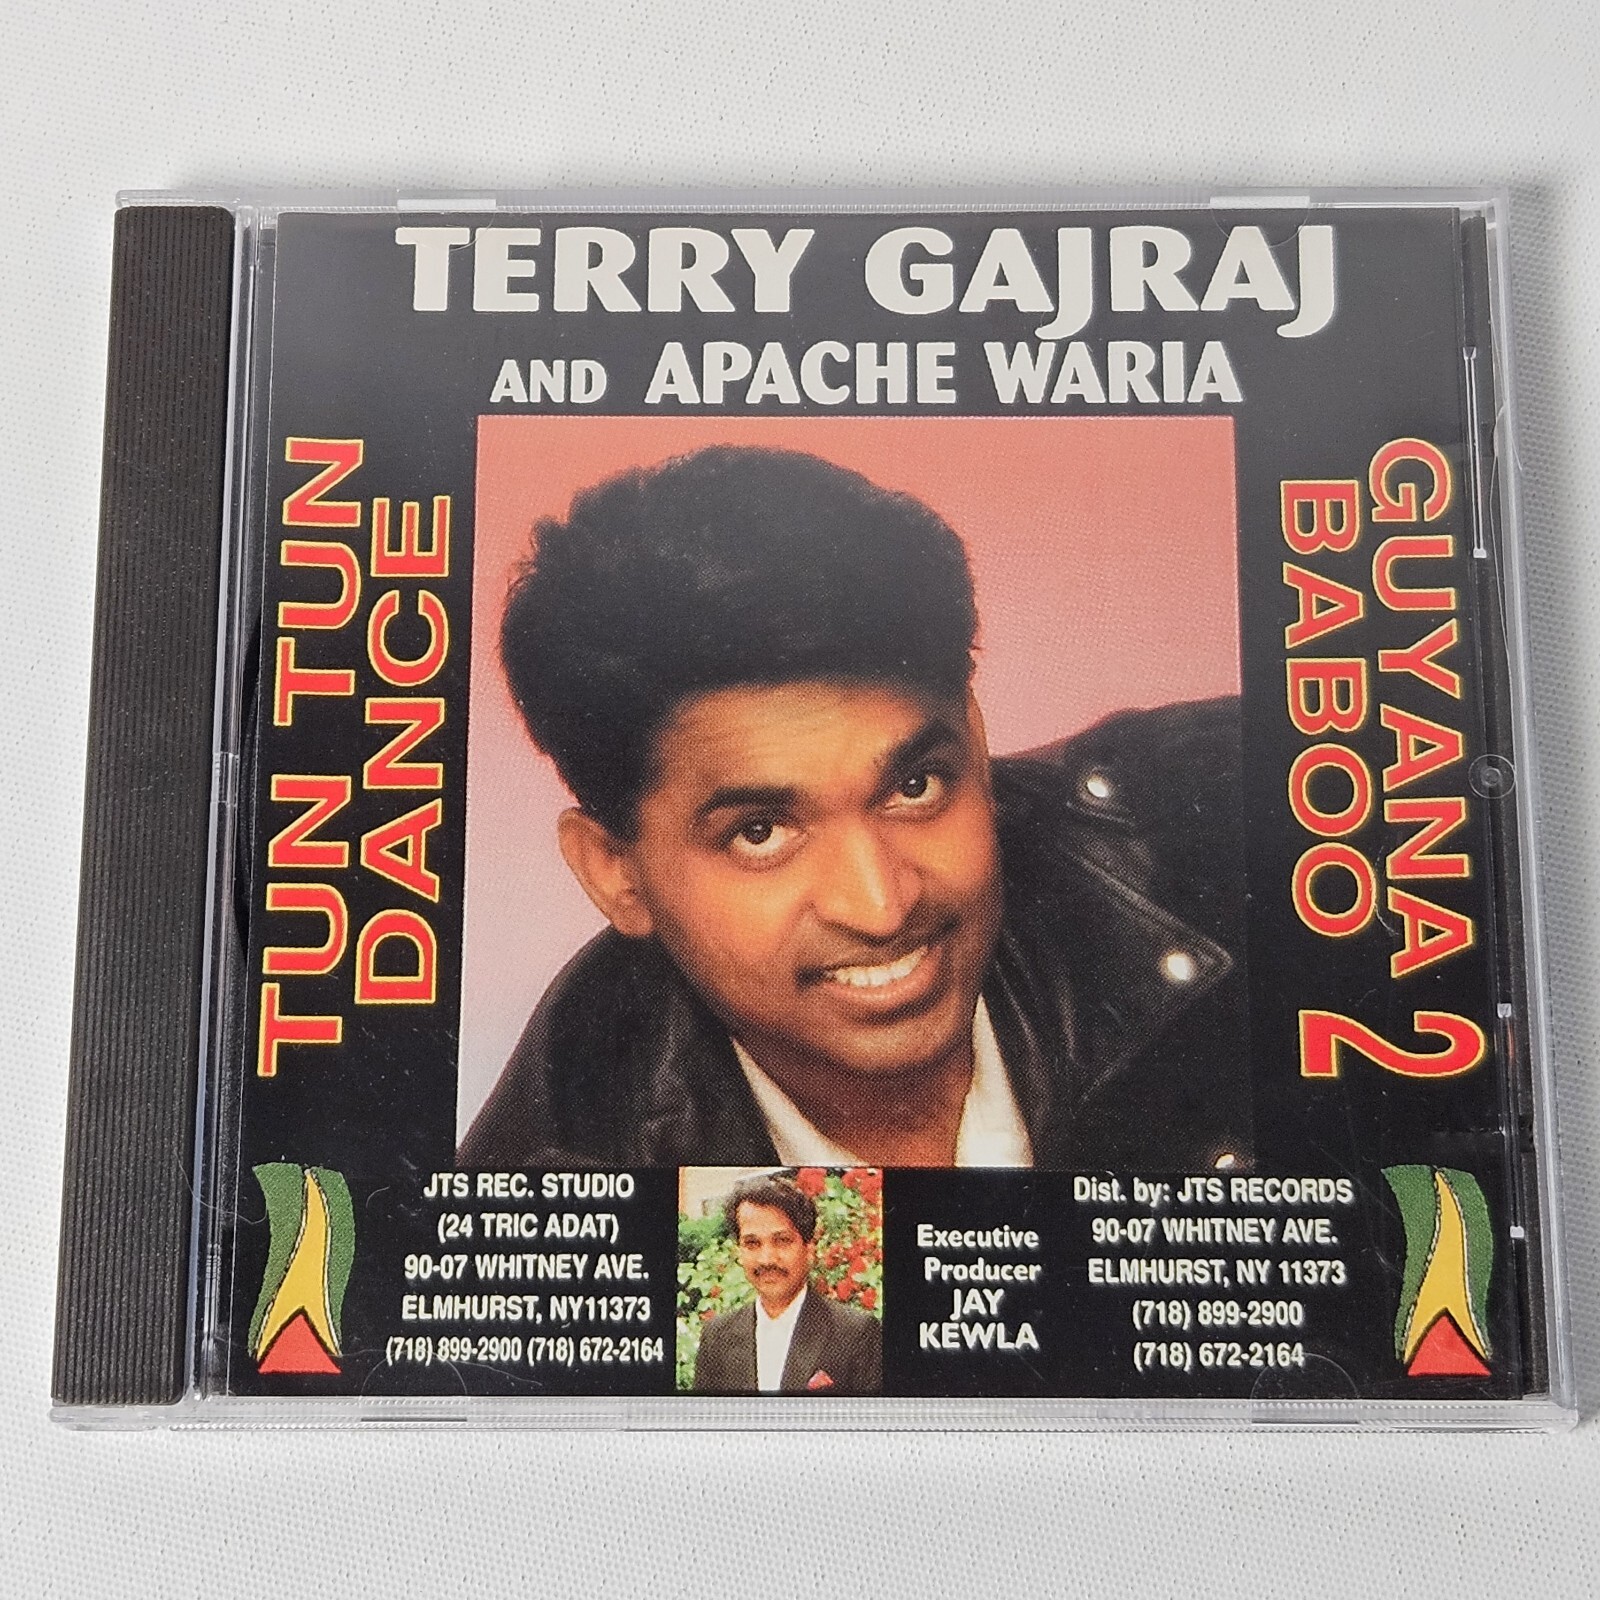 TERRY GAJRAJ
AND APACHE WARIA
TUN TUN
DANCE
GUYANA 2
BABOO 2
JTS REC. STUDIO
(24 TRIC ADAT)
90-07 WHITNEY AVE.
ELMHURST, NY11373
(718) 899-2900 (718) 672-2164
Executive
Producer
JAY
KEWLA
Dist. by: JTS RECORDS
90-07 WHITNEY AVE.
ELMHURST, NY 11373
(718) 899-2900
(718) 672-2164